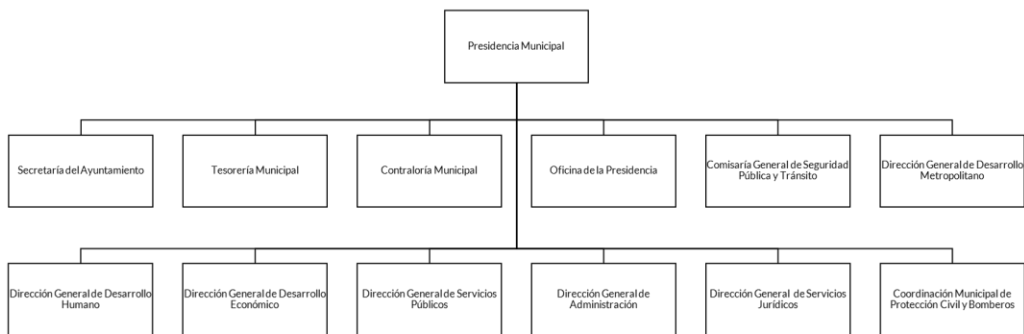 Presidencia Municipal
Secretaría del Ayuntamiento
Tesorería Municipal
Contraloría Municipal
Oficina de la Presidencia
Comisaría General de Seguridad
Pública y Tránsito
Dirección General de Desarrollo
Metropolitano
Dirección General de Desarrollo
Humano
Dirección General de Desarrollo
Económico
Dirección General de Servicios
Públicos
Dirección General de
Administración
Dirección General de Servicios
Jurídicos
Coordinación Municipal de
Protección Civil y Bomberos